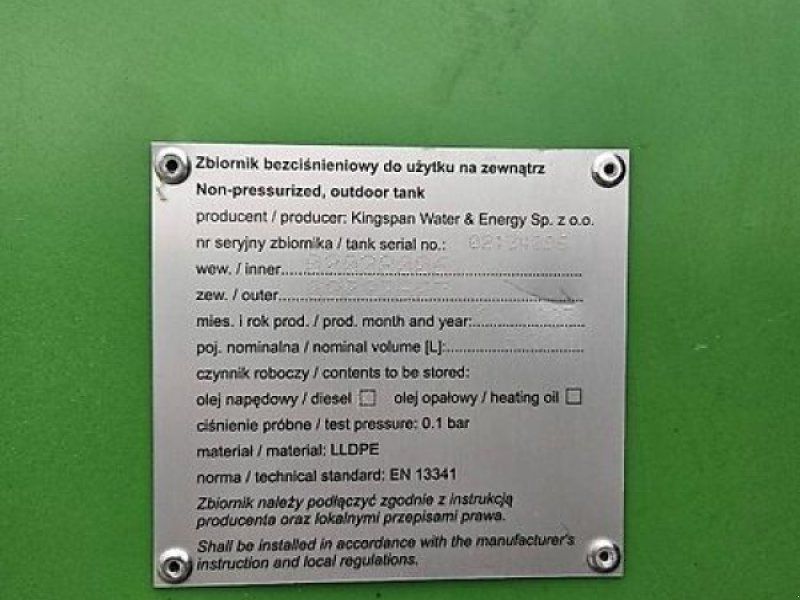 Zbiornik bezciśnieniowy do użytku na zewnątrz
Non-pressurized, outdoor tank
producent / producer: Kingspan Water & Energy Sp. z o.o.
nr seryjny zbiornika / tank serial no.:
wew. / inner
zew. / outer
mies. i rok prod. / prod. month and year:
poj. nominalna / nominal volume [L]:
czynnik roboczy / contents to be stored:
olej napędowy / diesel ☐ olej opałowy / heating oil ☐
ciśnienie próbne / test pressure: 0.1 bar
materiał / material: LLDPE
norma / technical standard: EN 13341
Zbiornik należy podłączyć zgodnie z instrukcją
producenta oraz lokalnymi przepisami prawa.
Shall be installed in accordance with the manufacturer's
instruction and local regulations.